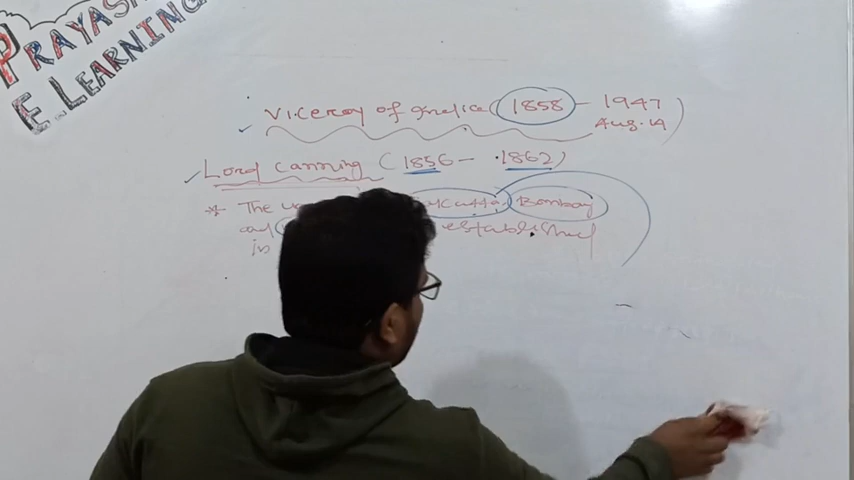 PRAYASH
E LEARNING
Viceroy of India (1858 - 1947
Aug. 14)
Lord Canning (1856 - 1862)
* The Calcutta, Bombay
and established
in